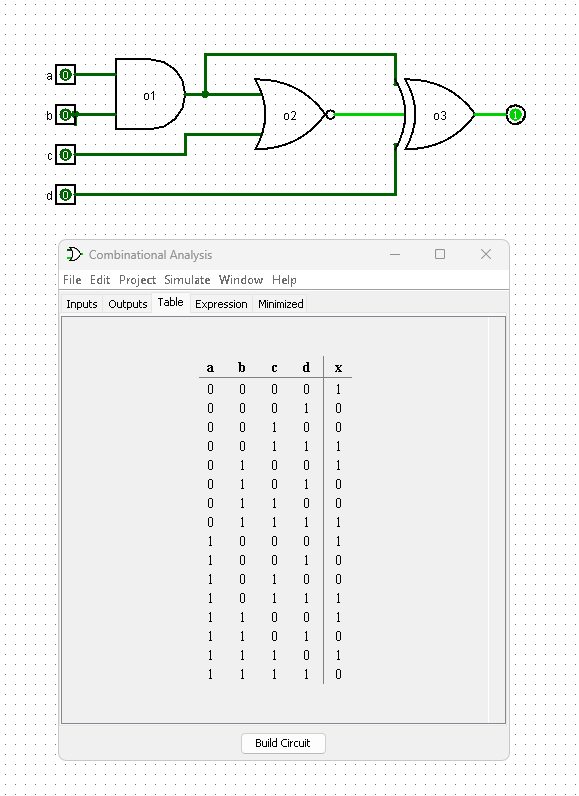 a 0
o1
b 0
o2
o3
1
c 0
d 0
Combinational Analysis
File Edit Project Simulate Window Help
Inputs Outputs Table Expression Minimized
a b c d x
0 0 0 0 1
0 0 0 1 0
0 0 1 0 0
0 0 1 1 1
0 1 0 0 1
0 1 0 1 0
0 1 1 0 0
0 1 1 1 1
1 0 0 0 1
1 0 0 1 0
1 0 1 0 0
1 0 1 1 1
1 1 0 0 1
1 1 0 1 0
1 1 1 0 1
1 1 1 1 0
Build Circuit